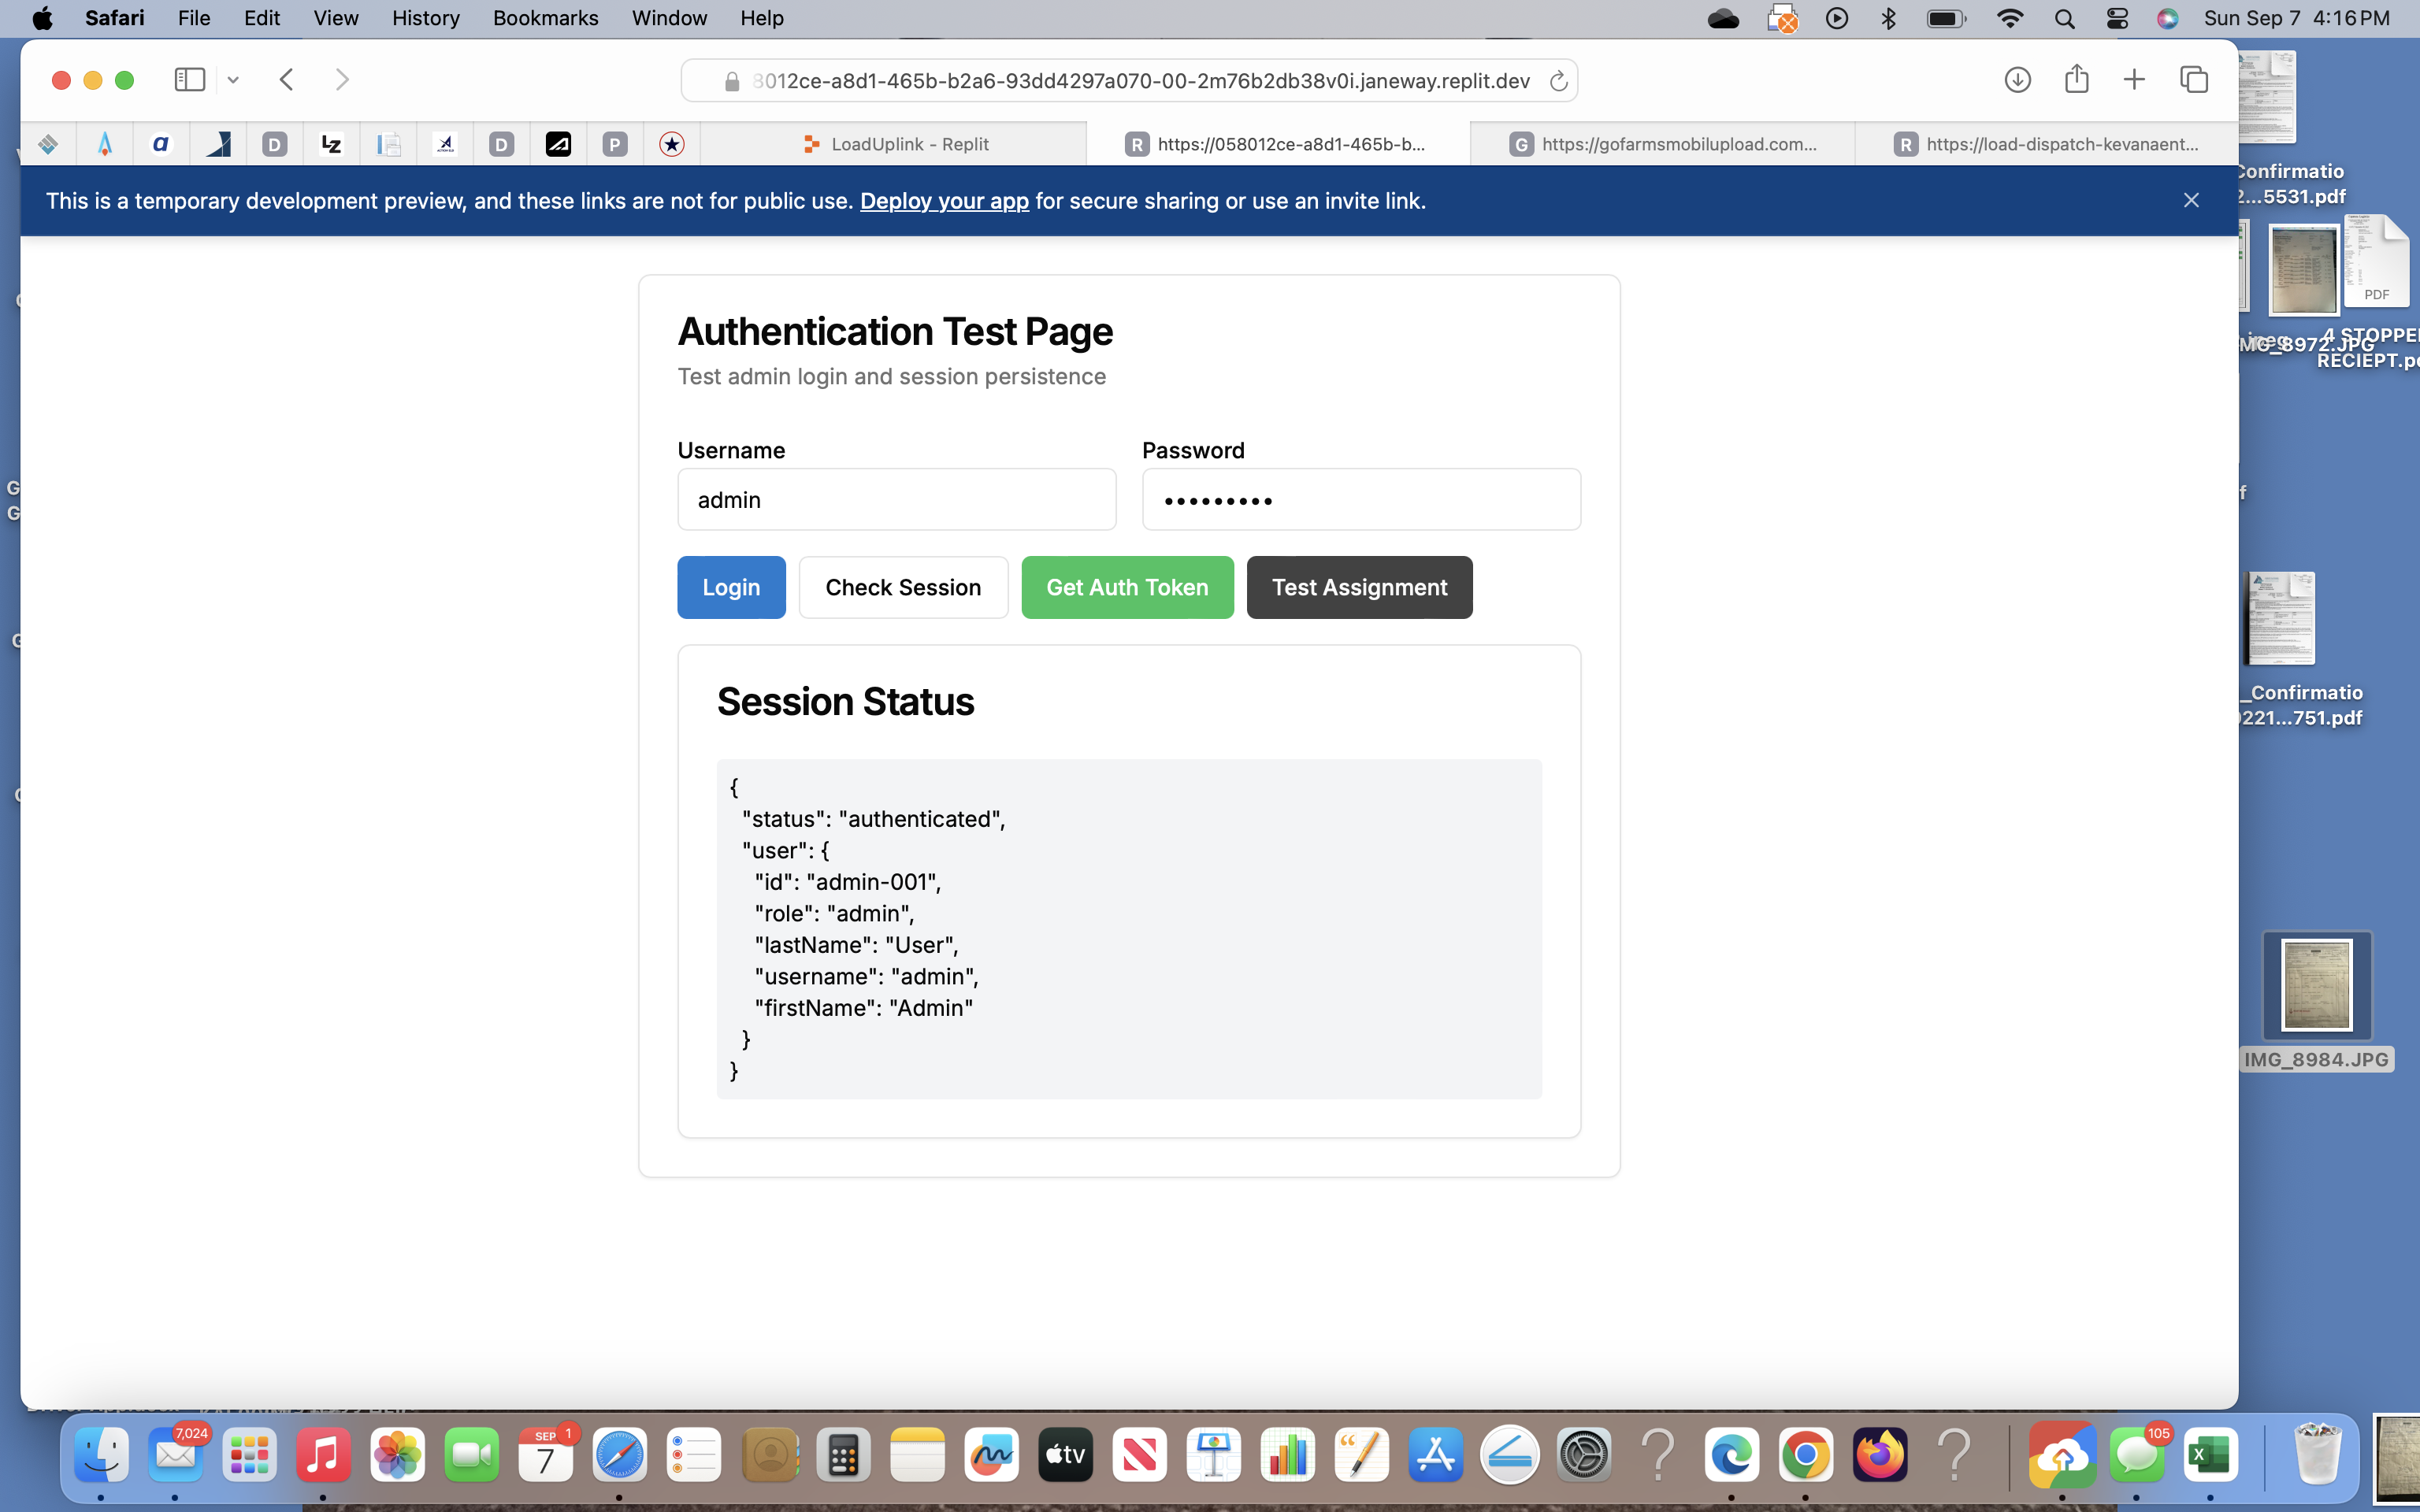 Safari File Edit View History Bookmarks Window Help Sun Sep 7 4:16 PM
8012ce-a8d1-465b-b2a6-93dd4297a070-00-2m76b2db38v0i.janeway.replit.dev
a D LZ D P LoadUplink - Replit R https://058012ce-a8d1-465b-b... G https://gofarmsmobilupload.com... R https://load-dispatch-kevanaent...
This is a temporary development preview, and these links are not for public use. Deploy your app for secure sharing or use an invite link.
Authentication Test Page
Test admin login and session persistence
Username Password
admin •••••••••
Login Check Session Get Auth Token Test Assignment
Session Status
{
"status": "authenticated",
"user": {
"id": "admin-001",
"role": "admin",
"lastName": "User",
"username": "admin",
"firstName": "Admin"
}
}
Confirmatio
2...5531.pdf
PDF
MG_8972.JPG
4 STOPPE
RECIEPT.p
_Confirmatio
0221...751.pdf
IMG_8984.JPG
7,024 SEP 7 1 tv 105 X